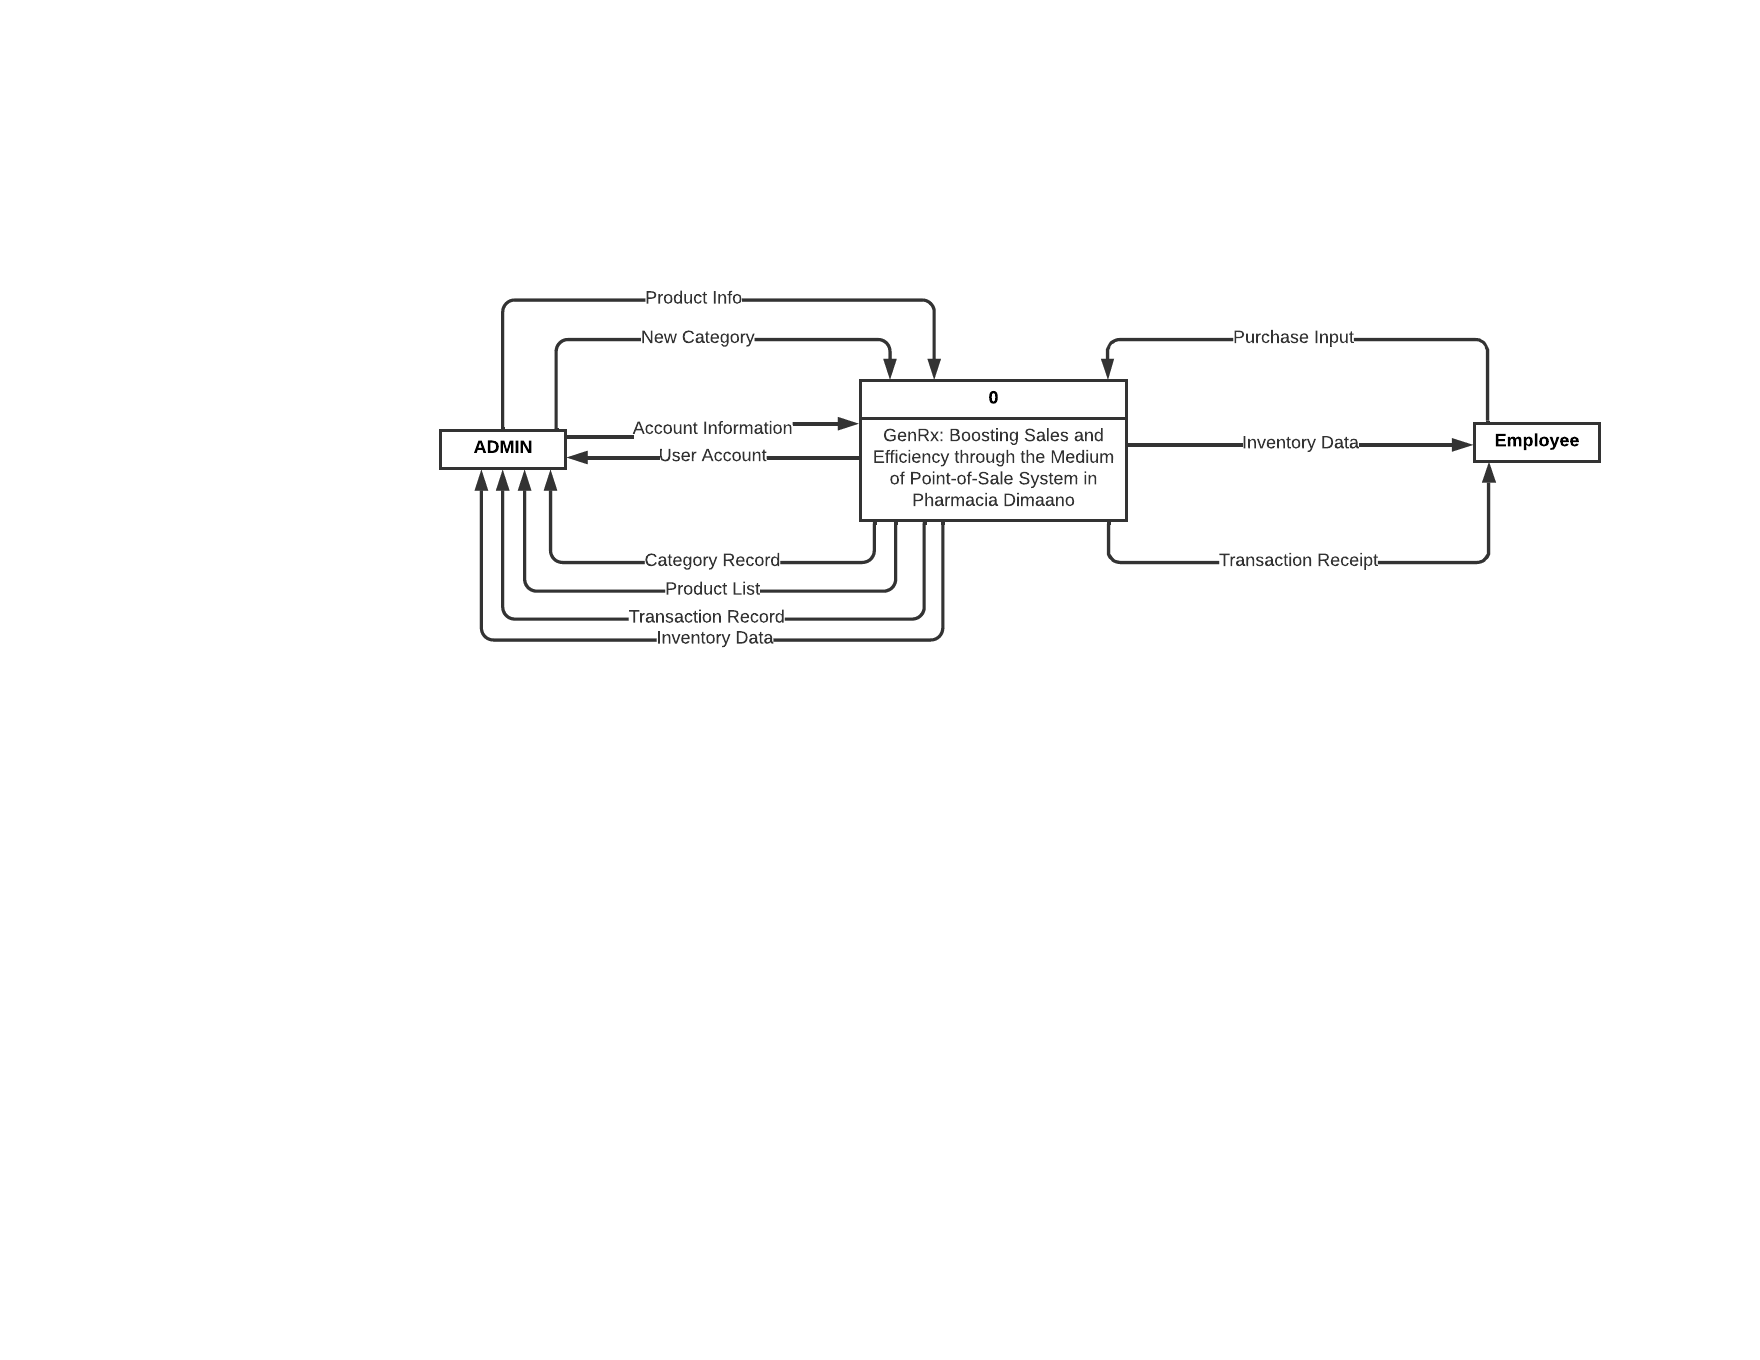 Product Info
New Category
Purchase Input
0
Account Information
GenRx: Boosting Sales and
Efficiency through the Medium
of Point-of-Sale System in
Pharmacia Dimaano
ADMIN
User Account
Inventory Data
Employee
Category Record
Transaction Receipt
Product List
Transaction Record
Inventory Data